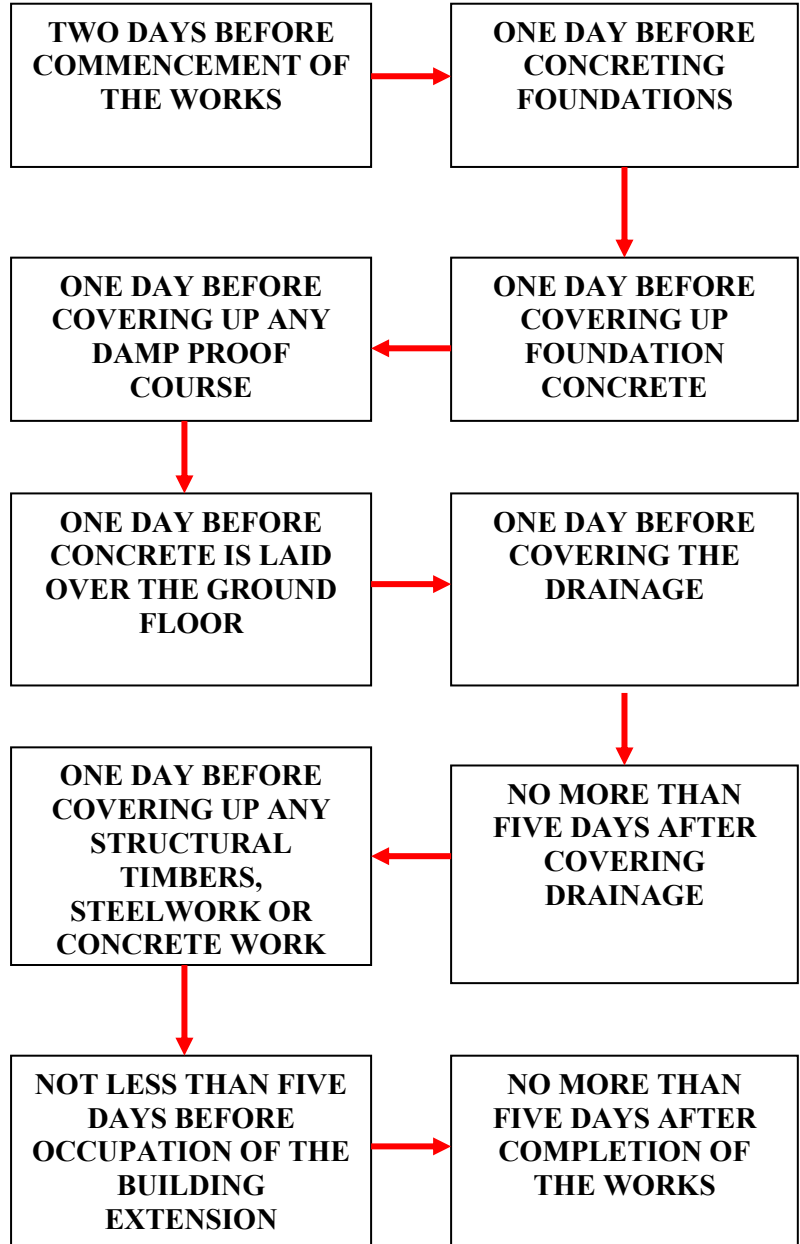 TWO DAYS BEFORE
COMMENCEMENT OF
THE WORKS
ONE DAY BEFORE
CONCRETING
FOUNDATIONS
ONE DAY BEFORE
COVERING UP
FOUNDATION
CONCRETE
ONE DAY BEFORE
COVERING UP ANY
DAMP PROOF
COURSE
ONE DAY BEFORE
CONCRETE IS LAID
OVER THE GROUND
FLOOR
ONE DAY BEFORE
COVERING THE
DRAINAGE
NO MORE THAN
FIVE DAYS AFTER
COVERING
DRAINAGE
ONE DAY BEFORE
COVERING UP ANY
STRUCTURAL
TIMBERS,
STEELWORK OR
CONCRETE WORK
NOT LESS THAN FIVE
DAYS BEFORE
OCCUPATION OF THE
BUILDING
EXTENSION
NO MORE THAN
FIVE DAYS AFTER
COMPLETION OF
THE WORKS